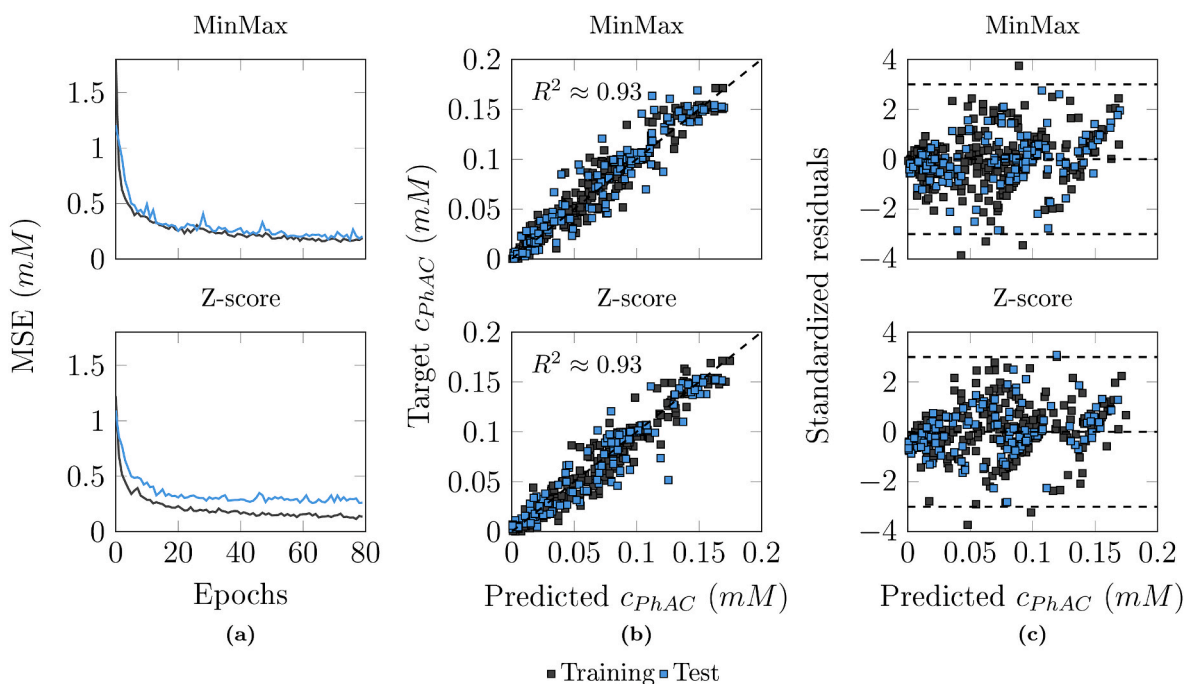 MinMax
MinMax
MinMax
MSE (mM)
1.5
1
0.5
0
Target c_PhAC (mM)
0.2
0.15
0.1
0.05
0
R² ≈ 0.93
Standardized residuals
4
2
0
−2
−4
Z-score
Z-score
Z-score
1.5
1
0.5
0
0 20 40 60 80
Epochs
(a)
0.2
0.15
0.1
0.05
0
R² ≈ 0.93
0 0.05 0.1 0.15 0.2
Predicted c_PhAC (mM)
(b)
4
2
0
−2
−4
0 0.05 0.1 0.15 0.2
Predicted c_PhAC (mM)
(c)
Training Test